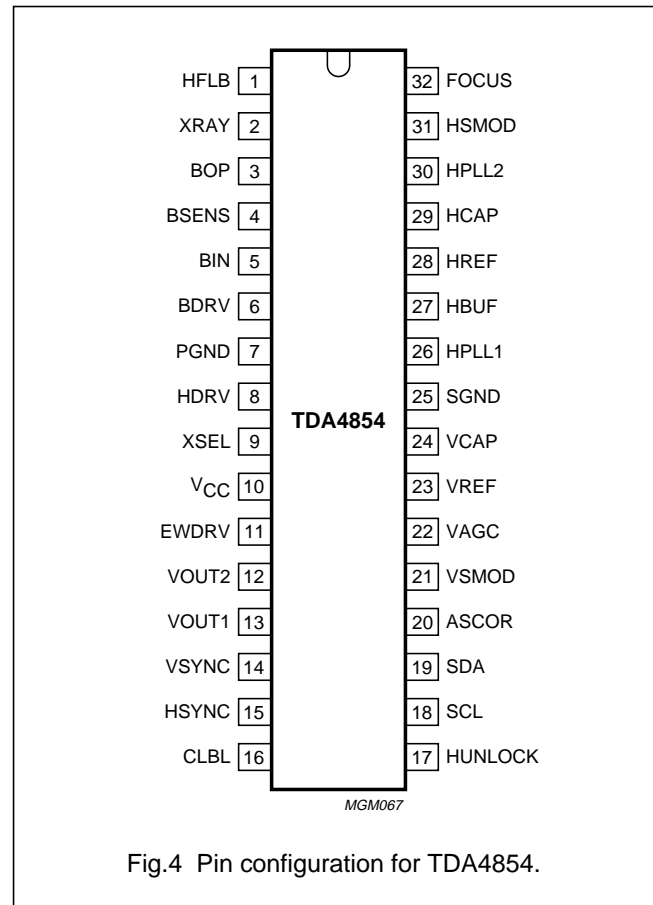 HFLB 1 32 FOCUS
XRAY 2 31 HSMOD
BOP 3 30 HPLL2
BSENS 4 29 HCAP
BIN 5 28 HREF
BDRV 6 27 HBUF
PGND 7 26 HPLL1
HDRV 8 25 SGND
TDA4854
XSEL 9 24 VCAP
VCC 10 23 VREF
EWDRV 11 22 VAGC
VOUT2 12 21 VSMOD
VOUT1 13 20 ASCOR
VSYNC 14 19 SDA
HSYNC 15 18 SCL
CLBL 16 17 HUNLOCK
MGM067
Fig.4 Pin configuration for TDA4854.